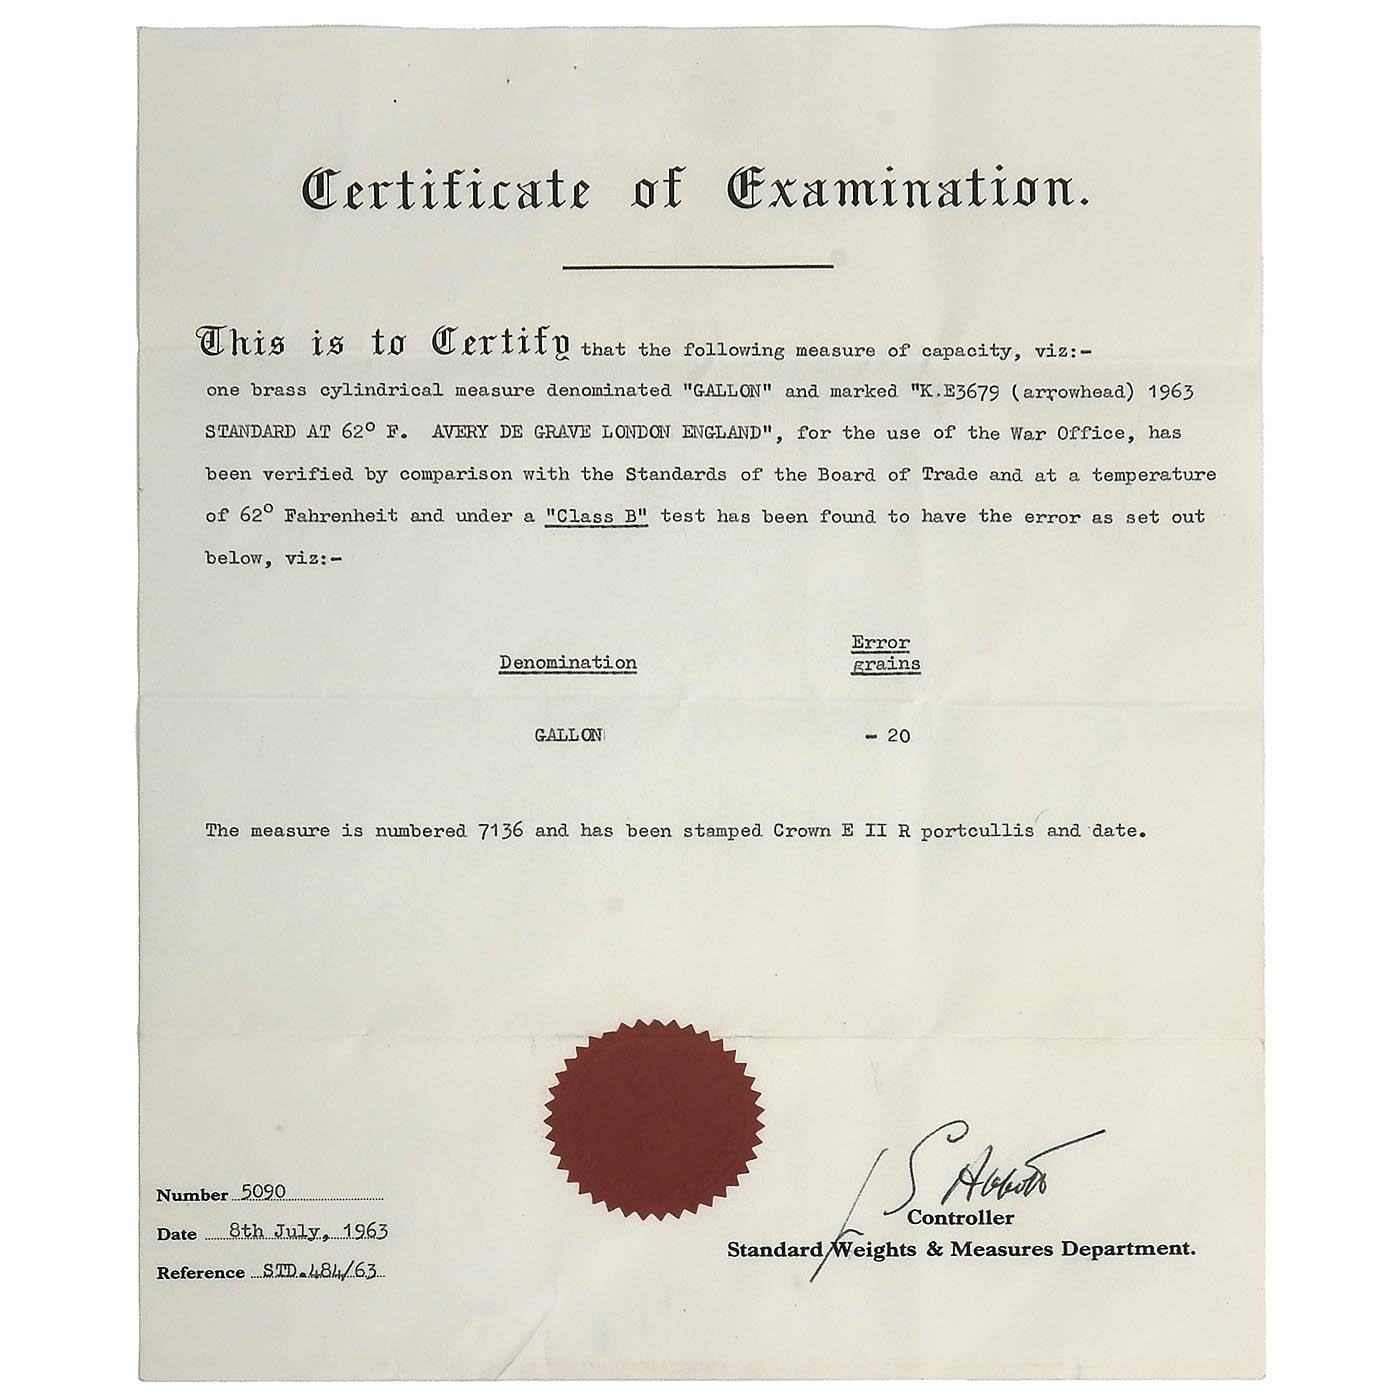 Certificate of Examination.
This is to Certify that the following measure of capacity, viz:-
one brass cylindrical measure denominated "GALLON" and marked "K.E3679 (arrowhead) 1963
STANDARD AT 62° F. AVERY DE GRAVE LONDON ENGLAND", for the use of the War Office, has
been verified by comparison with the Standards of the Board of Trade and at a temperature
of 62° Fahrenheit and under a "Class B" test has been found to have the error as set out
below, viz:-
Denomination Error grains
GALLON - 20
The measure is numbered 7136 and has been stamped Crown E II R portcullis and date.
Number 5090
Date 8th July, 1963
Reference STD.484/63
L S Abbott
Controller
Standard Weights & Measures Department.